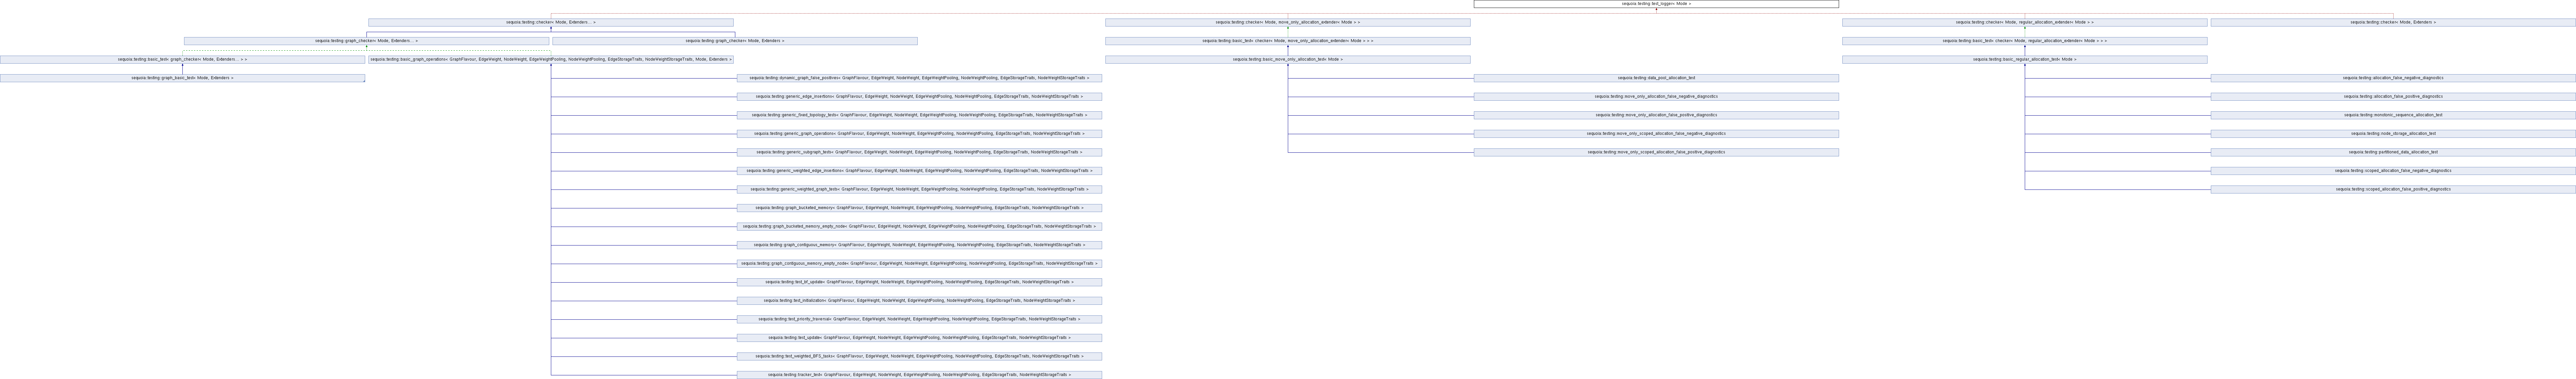 sequoia::testing::test_logger< Mode >
sequoia::testing::checker< Mode, Extenders... >
sequoia::testing::checker< Mode, move_only_allocation_extender< Mode > >
sequoia::testing::checker< Mode, regular_allocation_extender< Mode > >
sequoia::testing::checker< Mode, Extenders >
sequoia::testing::graph_checker< Mode, Extenders... >
sequoia::testing::graph_checker< Mode, Extenders >
sequoia::testing::basic_test< checker< Mode, move_only_allocation_extender< Mode > > >
sequoia::testing::basic_test< checker< Mode, regular_allocation_extender< Mode > > >
sequoia::testing::basic_test< graph_checker< Mode, Extenders... > >
sequoia::testing::basic_graph_operations< GraphFlavour, EdgeWeight, NodeWeight, EdgeWeightPooling, NodeWeightPooling, EdgeStorageTraits, NodeWeightStorageTraits, Mode, Extenders >
sequoia::testing::basic_move_only_allocation_test< Mode >
sequoia::testing::basic_regular_allocation_test< Mode >
sequoia::testing::graph_basic_test< Mode, Extenders >
sequoia::testing::dynamic_graph_false_positives< GraphFlavour, EdgeWeight, NodeWeight, EdgeWeightPooling, NodeWeightPooling, EdgeStorageTraits, NodeWeightStorageTraits >
sequoia::testing::data_pool_allocation_test
sequoia::testing::allocation_false_negative_diagnostics
sequoia::testing::generic_edge_insertions< GraphFlavour, EdgeWeight, NodeWeight, EdgeWeightPooling, NodeWeightPooling, EdgeStorageTraits, NodeWeightStorageTraits >
sequoia::testing::move_only_allocation_false_negative_diagnostics
sequoia::testing::allocation_false_positive_diagnostics
sequoia::testing::generic_fixed_topology_tests< GraphFlavour, EdgeWeight, NodeWeight, EdgeWeightPooling, NodeWeightPooling, EdgeStorageTraits, NodeWeightStorageTraits >
sequoia::testing::move_only_allocation_false_positive_diagnostics
sequoia::testing::monotonic_sequence_allocation_test
sequoia::testing::generic_graph_operations< GraphFlavour, EdgeWeight, NodeWeight, EdgeWeightPooling, NodeWeightPooling, EdgeStorageTraits, NodeWeightStorageTraits >
sequoia::testing::move_only_scoped_allocation_false_negative_diagnostics
sequoia::testing::node_storage_allocation_test
sequoia::testing::generic_subgraph_tests< GraphFlavour, EdgeWeight, NodeWeight, EdgeWeightPooling, NodeWeightPooling, EdgeStorageTraits, NodeWeightStorageTraits >
sequoia::testing::move_only_scoped_allocation_false_positive_diagnostics
sequoia::testing::partitioned_data_allocation_test
sequoia::testing::generic_weighted_edge_insertions< GraphFlavour, EdgeWeight, NodeWeight, EdgeWeightPooling, NodeWeightPooling, EdgeStorageTraits, NodeWeightStorageTraits >
sequoia::testing::scoped_allocation_false_negative_diagnostics
sequoia::testing::generic_weighted_graph_tests< GraphFlavour, EdgeWeight, NodeWeight, EdgeWeightPooling, NodeWeightPooling, EdgeStorageTraits, NodeWeightStorageTraits >
sequoia::testing::scoped_allocation_false_positive_diagnostics
sequoia::testing::graph_bucketed_memory< GraphFlavour, EdgeWeight, NodeWeight, EdgeWeightPooling, NodeWeightPooling, EdgeStorageTraits, NodeWeightStorageTraits >
sequoia::testing::graph_bucketed_memory_empty_node< GraphFlavour, EdgeWeight, NodeWeight, EdgeWeightPooling, NodeWeightPooling, EdgeStorageTraits, NodeWeightStorageTraits >
sequoia::testing::graph_contiguous_memory< GraphFlavour, EdgeWeight, NodeWeight, EdgeWeightPooling, NodeWeightPooling, EdgeStorageTraits, NodeWeightStorageTraits >
sequoia::testing::graph_contiguous_memory_empty_node< GraphFlavour, EdgeWeight, NodeWeight, EdgeWeightPooling, NodeWeightPooling, EdgeStorageTraits, NodeWeightStorageTraits >
sequoia::testing::test_bf_update< GraphFlavour, EdgeWeight, NodeWeight, EdgeWeightPooling, NodeWeightPooling, EdgeStorageTraits, NodeWeightStorageTraits >
sequoia::testing::test_initialization< GraphFlavour, EdgeWeight, NodeWeight, EdgeWeightPooling, NodeWeightPooling, EdgeStorageTraits, NodeWeightStorageTraits >
sequoia::testing::test_priority_traversal< GraphFlavour, EdgeWeight, NodeWeight, EdgeWeightPooling, NodeWeightPooling, EdgeStorageTraits, NodeWeightStorageTraits >
sequoia::testing::test_update< GraphFlavour, EdgeWeight, NodeWeight, EdgeWeightPooling, NodeWeightPooling, EdgeStorageTraits, NodeWeightStorageTraits >
sequoia::testing::test_weighted_BFS_tasks< GraphFlavour, EdgeWeight, NodeWeight, EdgeWeightPooling, NodeWeightPooling, EdgeStorageTraits, NodeWeightStorageTraits >
sequoia::testing::tracker_test< GraphFlavour, EdgeWeight, NodeWeight, EdgeWeightPooling, NodeWeightPooling, EdgeStorageTraits, NodeWeightStorageTraits >